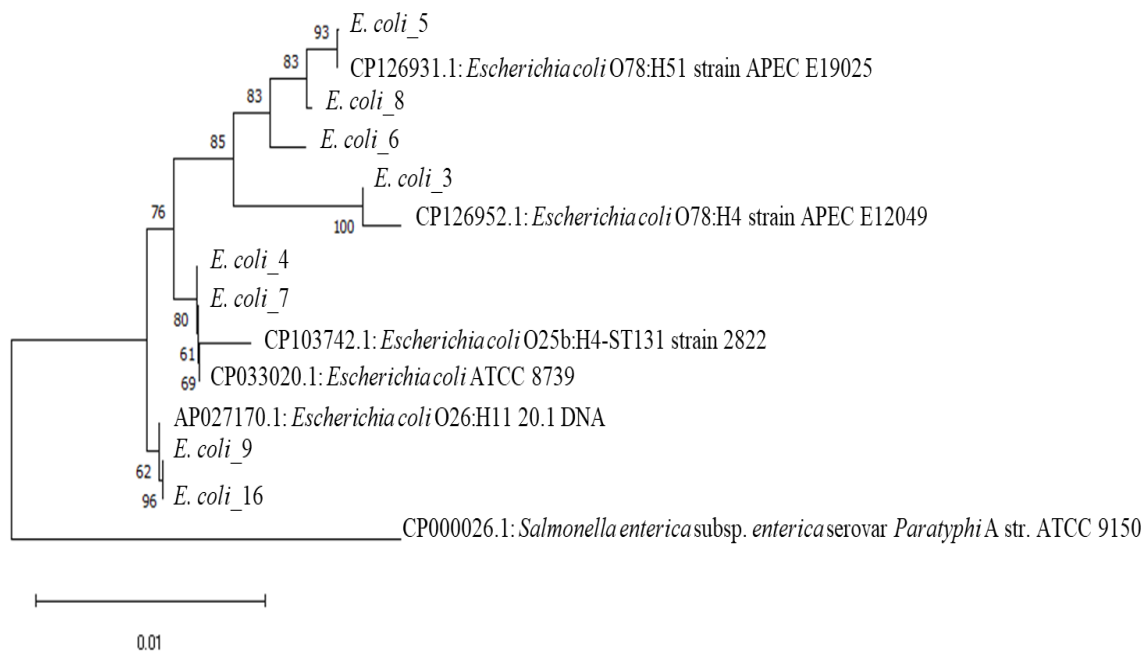 E. coli_5
93
CP126931.1: Escherichia coli O78:H51 strain APEC E19025
83
E. coli_8
83
E. coli_6
85
E. coli_3
CP126952.1: Escherichia coli O78:H4 strain APEC E12049
100
76
E. coli_4
E. coli_7
80
CP103742.1: Escherichia coli O25b:H4-ST131 strain 2822
61
CP033020.1: Escherichia coli ATCC 8739
69
AP027170.1: Escherichia coli O26:H11 20.1 DNA
E. coli_9
62
E. coli_16
96
CP000026.1: Salmonella enterica subsp. enterica serovar Paratyphi A str. ATCC 9150
0.01